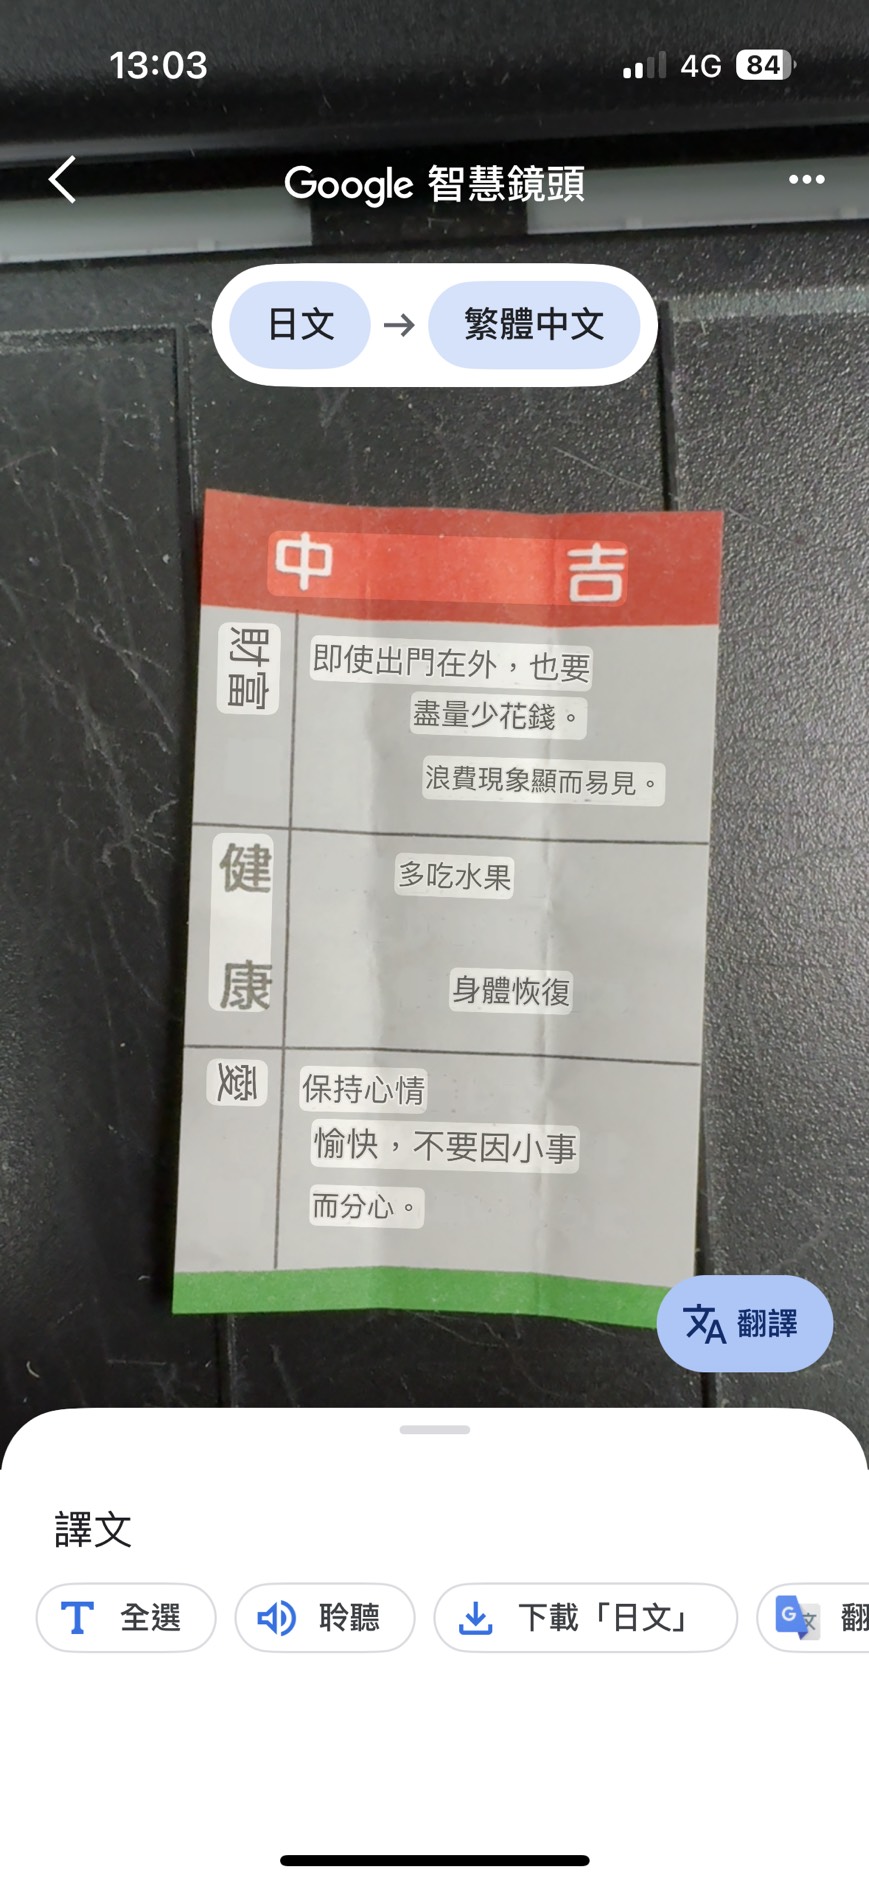 13:03
4G 84
Google 智慧鏡頭
日文 → 繁體中文
中 吉
財富
即使出門在外，也要
盡量少花錢。
浪費現象顯而易見。
健康
多吃水果
身體恢復
愛
保持心情
愉快，不要因小事
而分心。
翻譯
譯文
全選
聆聽
下載「日文」
翻